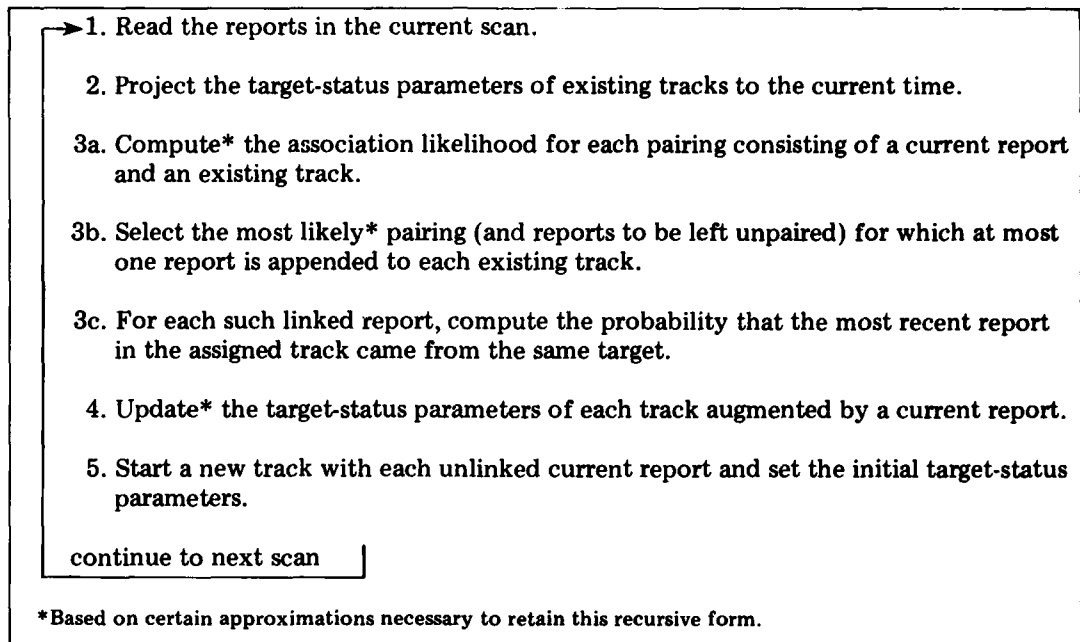 1. Read the reports in the current scan.
2. Project the target-status parameters of existing tracks to the current time.
3a. Compute* the association likelihood for each pairing consisting of a current report
and an existing track.
3b. Select the most likely* pairing (and reports to be left unpaired) for which at most
one report is appended to each existing track.
3c. For each such linked report, compute the probability that the most recent report
in the assigned track came from the same target.
4. Update* the target-status parameters of each track augmented by a current report.
5. Start a new track with each unlinked current report and set the initial target-status
parameters.
continue to next scan
*Based on certain approximations necessary to retain this recursive form.